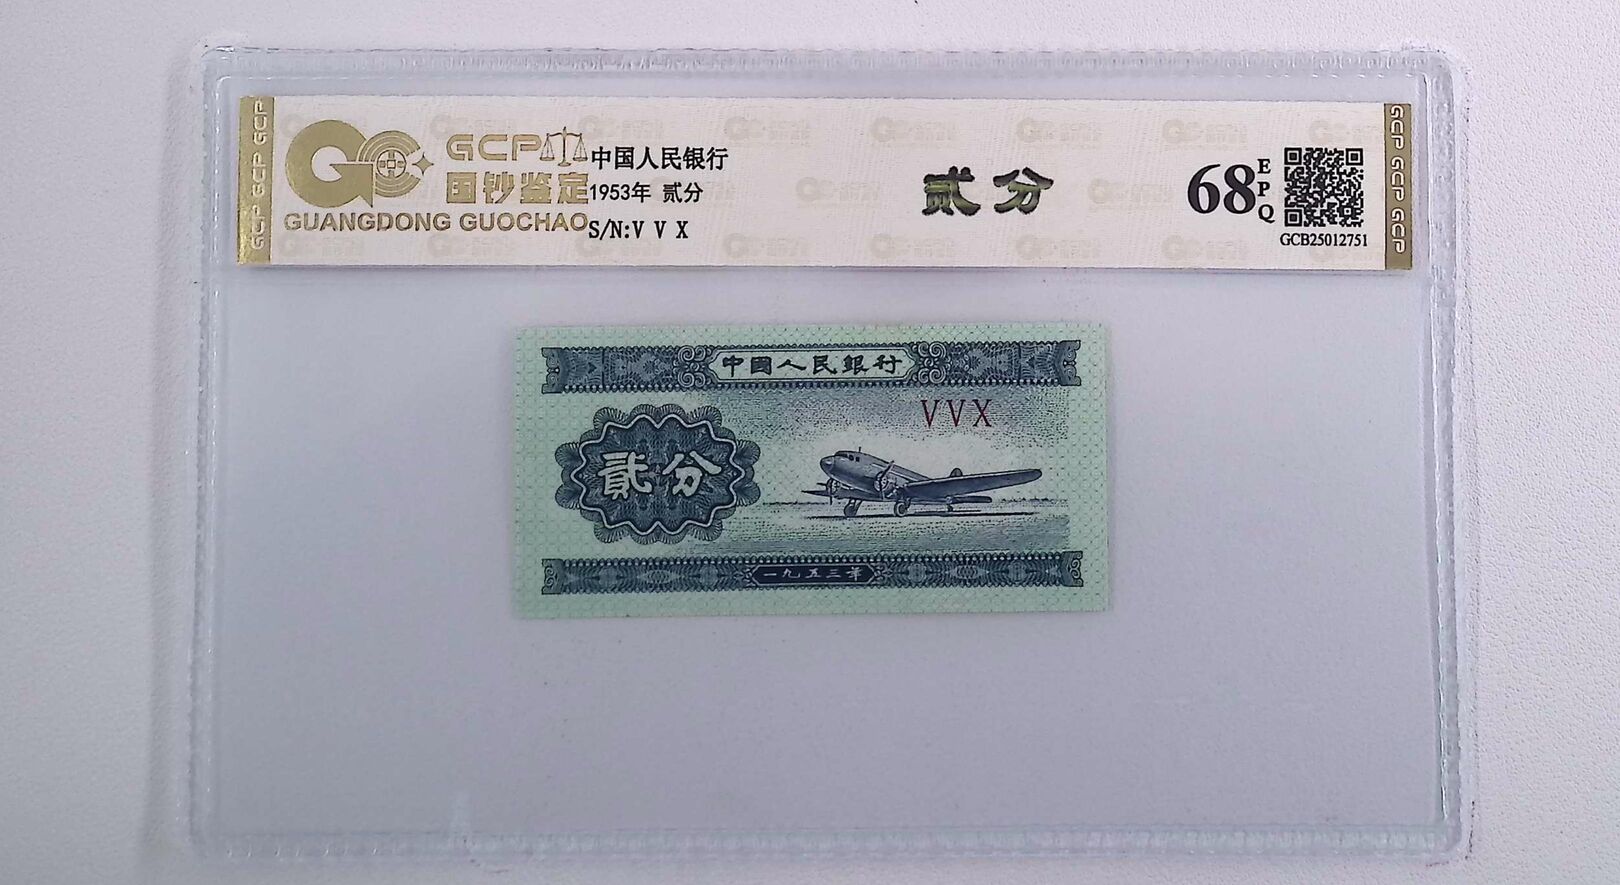 GCP
国钞鉴定
GUANGDONG GUOCHAO
中国人民银行
1953年 贰分
S/N:V V X
贰分
68
EPQ
GCB25012751
GCP GCP GCP
GCP GCP GCP
中國人民銀行
VVX
貳分
一九五三年